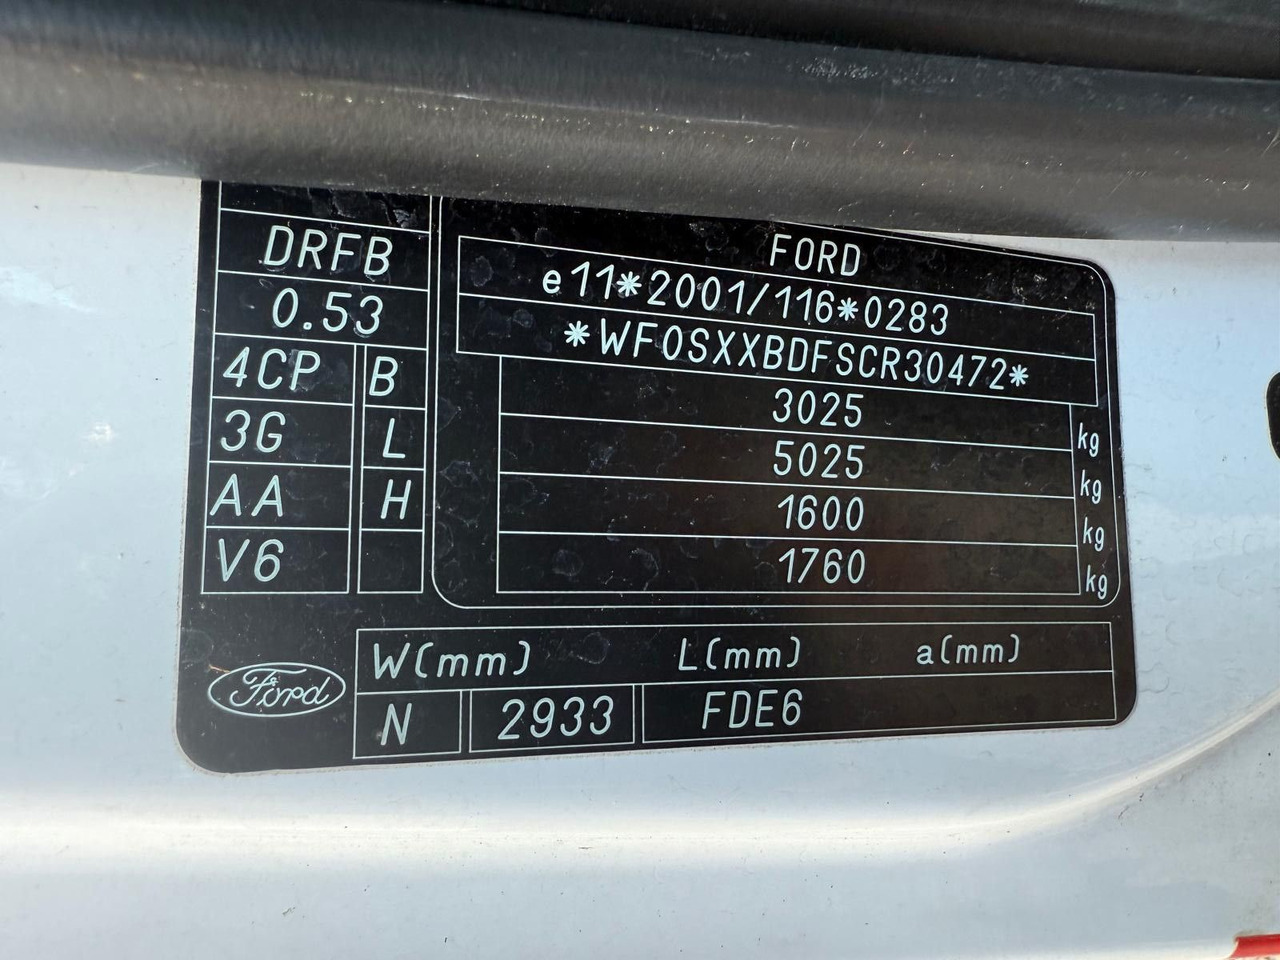 FORD
DRFB
e11*2001/116*0283
0.53
*WF0SXXBDFSCR30472*
4CP B
3025 kg
3G L
5025 kg
AA H
1600 kg
V6
1760 kg
Ford
W(mm) L(mm) a(mm)
N 2933 FDE6